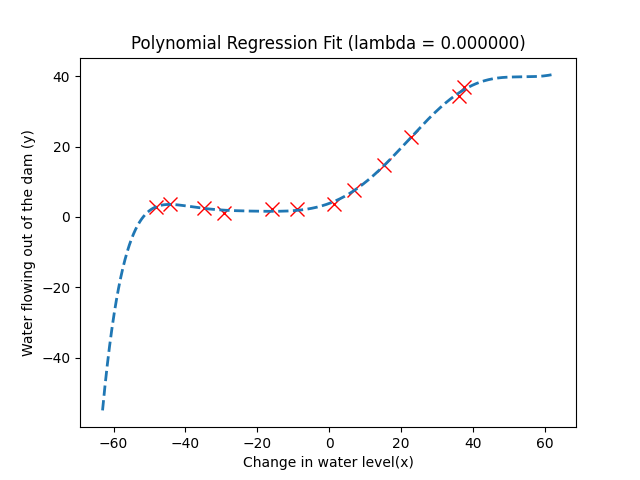 Polynomial Regression Fit (lambda = 0.000000)
Water flowing out of the dam (y)
40
20
0
−20
−40
−60 −40 −20 0 20 40 60
Change in water level(x)